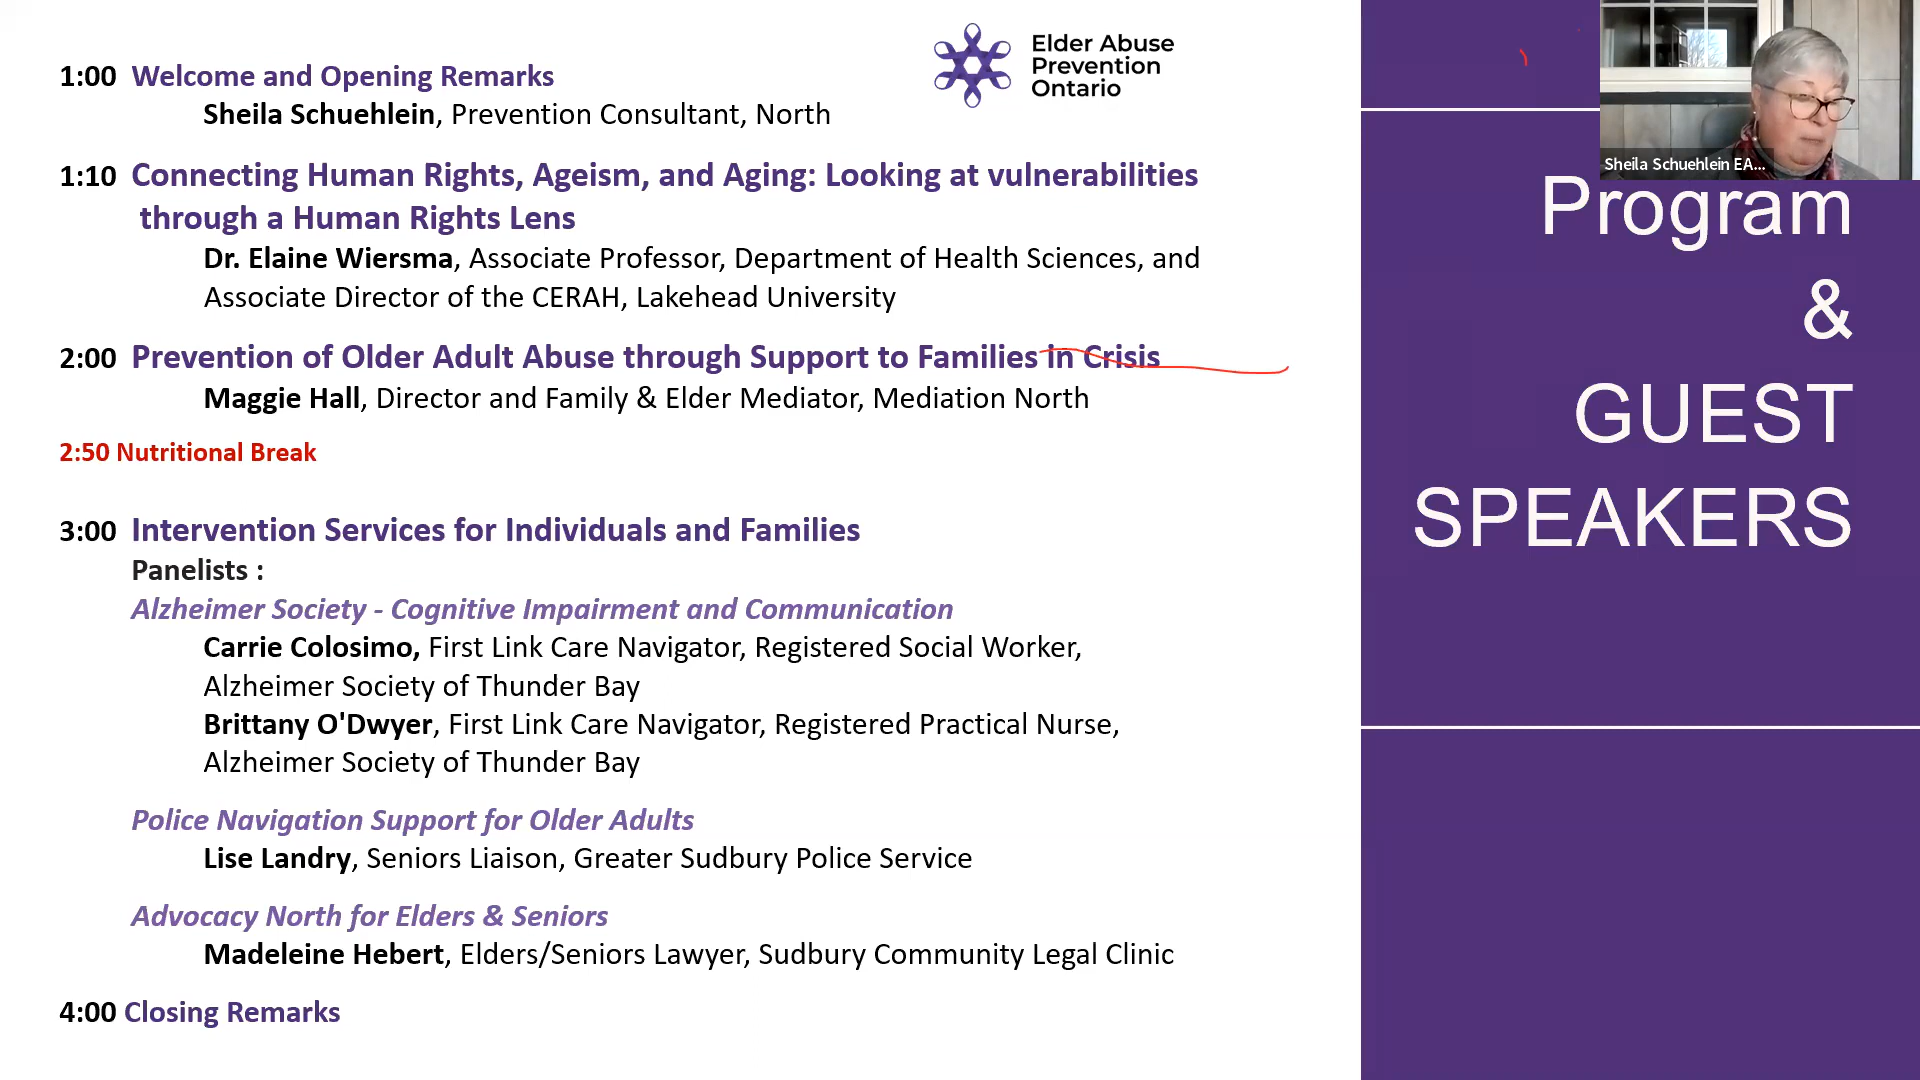 Elder Abuse
Prevention
Ontario
1:00 Welcome and Opening Remarks
Sheila Schuehlein, Prevention Consultant, North
1:10 Connecting Human Rights, Ageism, and Aging: Looking at vulnerabilities
through a Human Rights Lens
Dr. Elaine Wiersma, Associate Professor, Department of Health Sciences, and
Associate Director of the CERAH, Lakehead University
2:00 Prevention of Older Adult Abuse through Support to Families in Crisis
Maggie Hall, Director and Family & Elder Mediator, Mediation North
2:50 Nutritional Break
3:00 Intervention Services for Individuals and Families
Panelists :
Alzheimer Society - Cognitive Impairment and Communication
Carrie Colosimo, First Link Care Navigator, Registered Social Worker,
Alzheimer Society of Thunder Bay
Brittany O'Dwyer, First Link Care Navigator, Registered Practical Nurse,
Alzheimer Society of Thunder Bay
Police Navigation Support for Older Adults
Lise Landry, Seniors Liaison, Greater Sudbury Police Service
Advocacy North for Elders & Seniors
Madeleine Hebert, Elders/Seniors Lawyer, Sudbury Community Legal Clinic
4:00 Closing Remarks
Sheila Schuehlein EA...
Program
&
GUEST
SPEAKERS